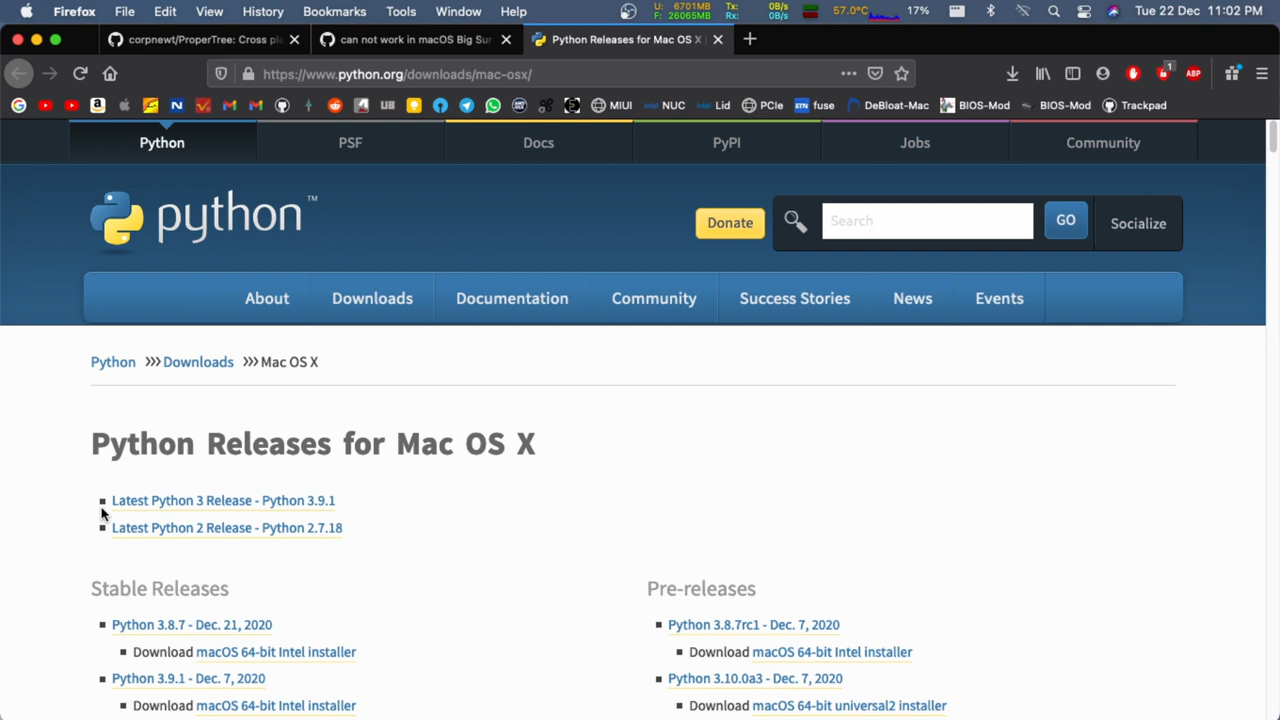 Firefox File Edit View History Bookmarks Tools Window Help U: 6701MB F: 26065MB Tx: 0B/s Rx: 0B/s 57.0°C 17% Tue 22 Dec 11:02 PM
corpnewt/ProperTree: Cross pla can not work in macOS Big Sur Python Releases for Mac OS X |
https://www.python.org/downloads/mac-osx/ 1 ABP
MIUI intel NUC intel Lid PCIe ETN fuse DeBloat-Mac BIOS-Mod BIOS-Mod Trackpad
Python PSF Docs PyPI Jobs Community
python™
Donate Search GO Socialize
About Downloads Documentation Community Success Stories News Events
Python >>> Downloads >>> Mac OS X
Python Releases for Mac OS X
Latest Python 3 Release - Python 3.9.1
Latest Python 2 Release - Python 2.7.18
Stable Releases
Python 3.8.7 - Dec. 21, 2020
Download macOS 64-bit Intel installer
Python 3.9.1 - Dec. 7, 2020
Download macOS 64-bit Intel installer
Pre-releases
Python 3.8.7rc1 - Dec. 7, 2020
Download macOS 64-bit Intel installer
Python 3.10.0a3 - Dec. 7, 2020
Download macOS 64-bit universal2 installer